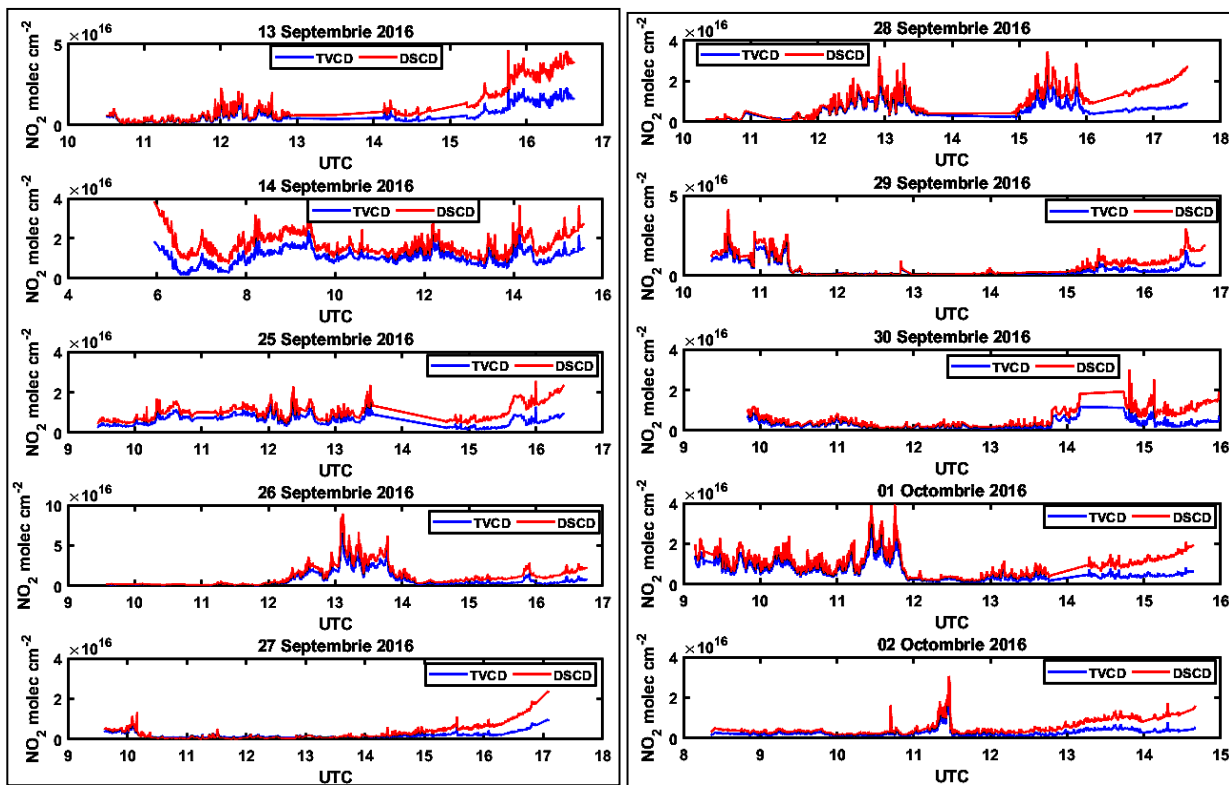 13 Septembrie 2016
×10^16
TVCD DSCD
5
0
NO2 molec cm-2
10 11 12 13 14 15 16 17
UTC
14 Septembrie 2016
×10^16
TVCD DSCD
4
2
0
NO2 molec cm-2
4 6 8 10 12 14 16
UTC
25 Septembrie 2016
×10^16
TVCD DSCD
4
2
0
NO2 molec cm-2
9 10 11 12 13 14 15 16 17
UTC
26 Septembrie 2016
×10^16
TVCD DSCD
10
5
0
NO2 molec cm-2
9 10 11 12 13 14 15 16 17
UTC
27 Septembrie 2016
×10^16
TVCD DSCD
4
2
0
NO2 molec cm-2
9 10 11 12 13 14 15 16 17 18
UTC
28 Septembrie 2016
×10^16
TVCD DSCD
4
2
0
NO2 molec cm-2
10 11 12 13 14 15 16 17 18
UTC
29 Septembrie 2016
×10^16
TVCD DSCD
5
0
NO2 molec cm-2
10 11 12 13 14 15 16 17
UTC
30 Septembrie 2016
×10^16
TVCD DSCD
4
2
0
NO2 molec cm-2
9 10 11 12 13 14 15 16
UTC
01 Octombrie 2016
×10^16
TVCD DSCD
4
2
0
NO2 molec cm-2
8 9 10 11 12 13 14 15 16
UTC
02 Octombrie 2016
×10^16
TVCD DSCD
4
2
0
NO2 molec cm-2
8 9 10 11 12 13 14 15
UTC